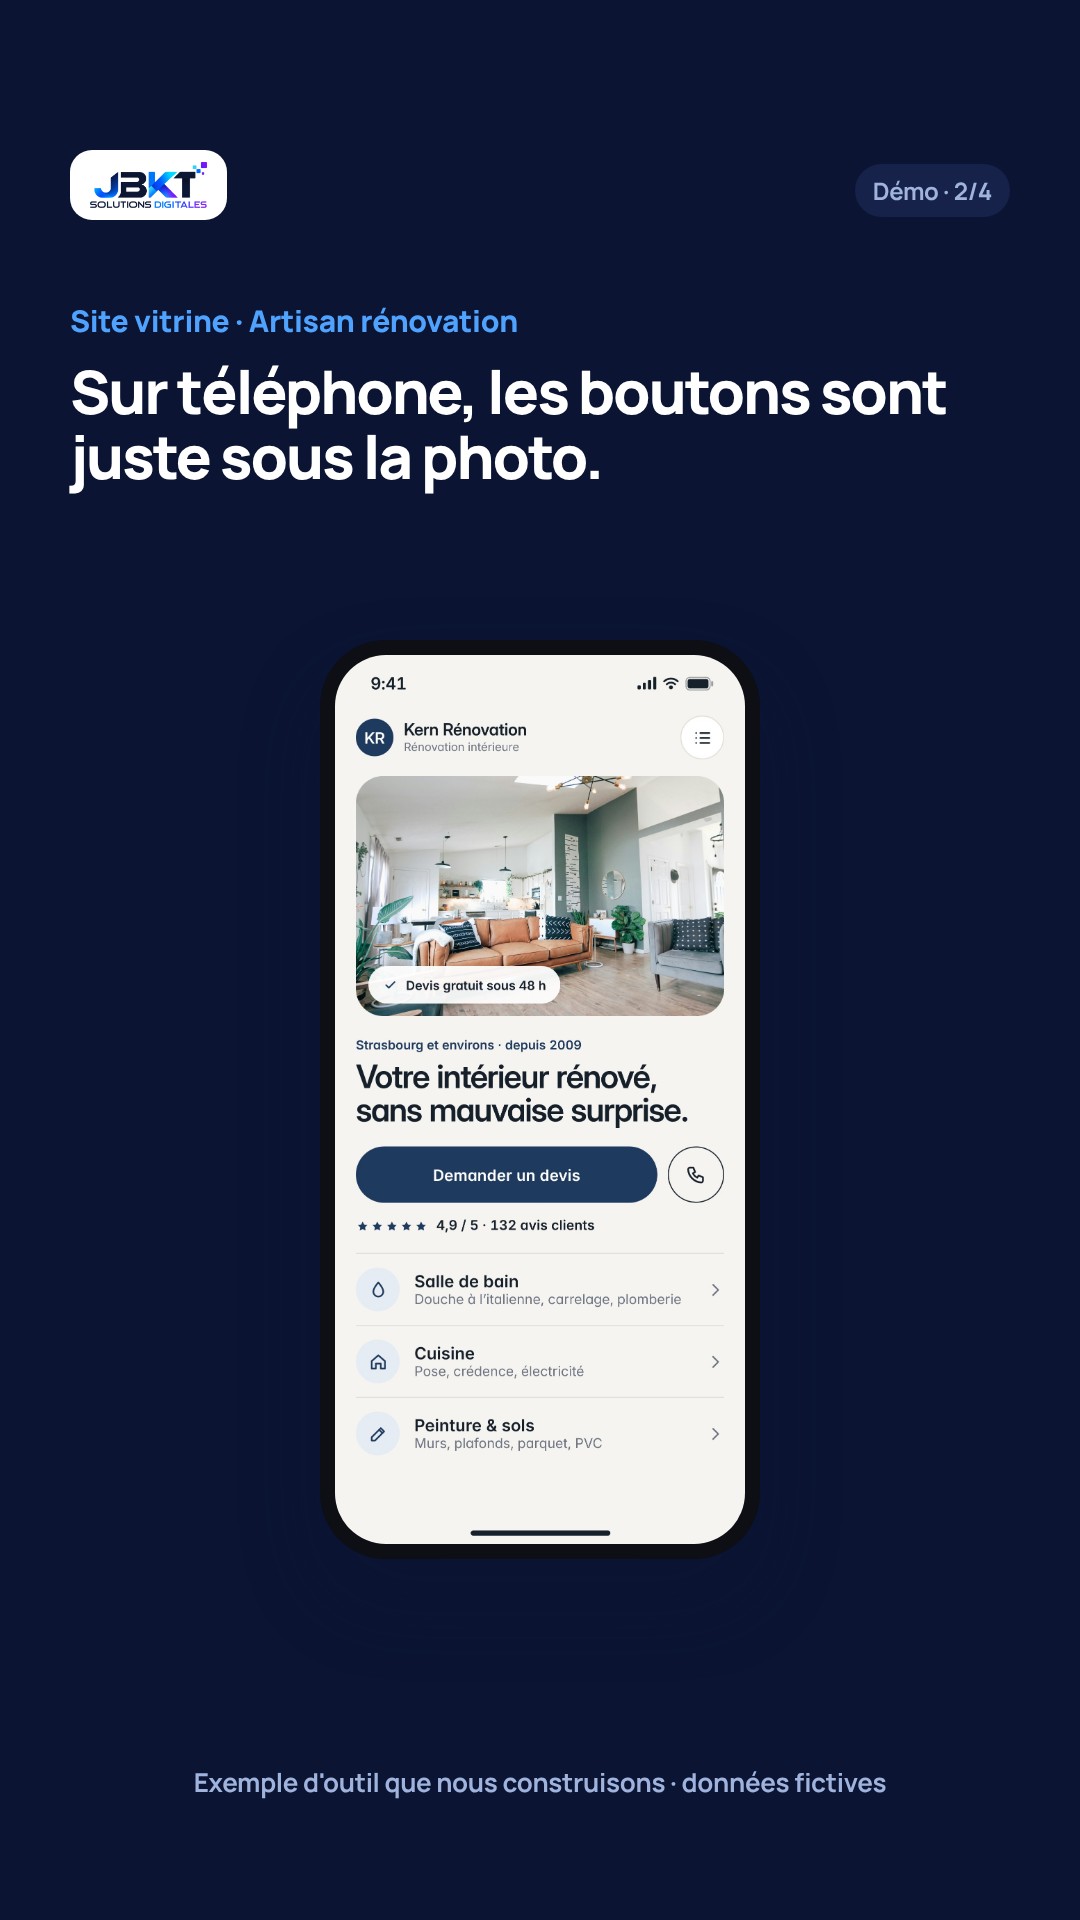 JBKT
SOLUTIONS DIGITALES
Démo · 2/4
Site vitrine · Artisan rénovation
Sur téléphone, les boutons sont
juste sous la photo.
9:41
KR
Kern Rénovation
Rénovation intérieure
Devis gratuit sous 48 h
Strasbourg et environs · depuis 2009
Votre intérieur rénové,
sans mauvaise surprise.
Demander un devis
4,9 / 5 · 132 avis clients
Salle de bain
Douche à l'italienne, carrelage, plomberie
Cuisine
Pose, crédence, électricité
Peinture & sols
Murs, plafonds, parquet, PVC
Exemple d'outil que nous construisons · données fictives